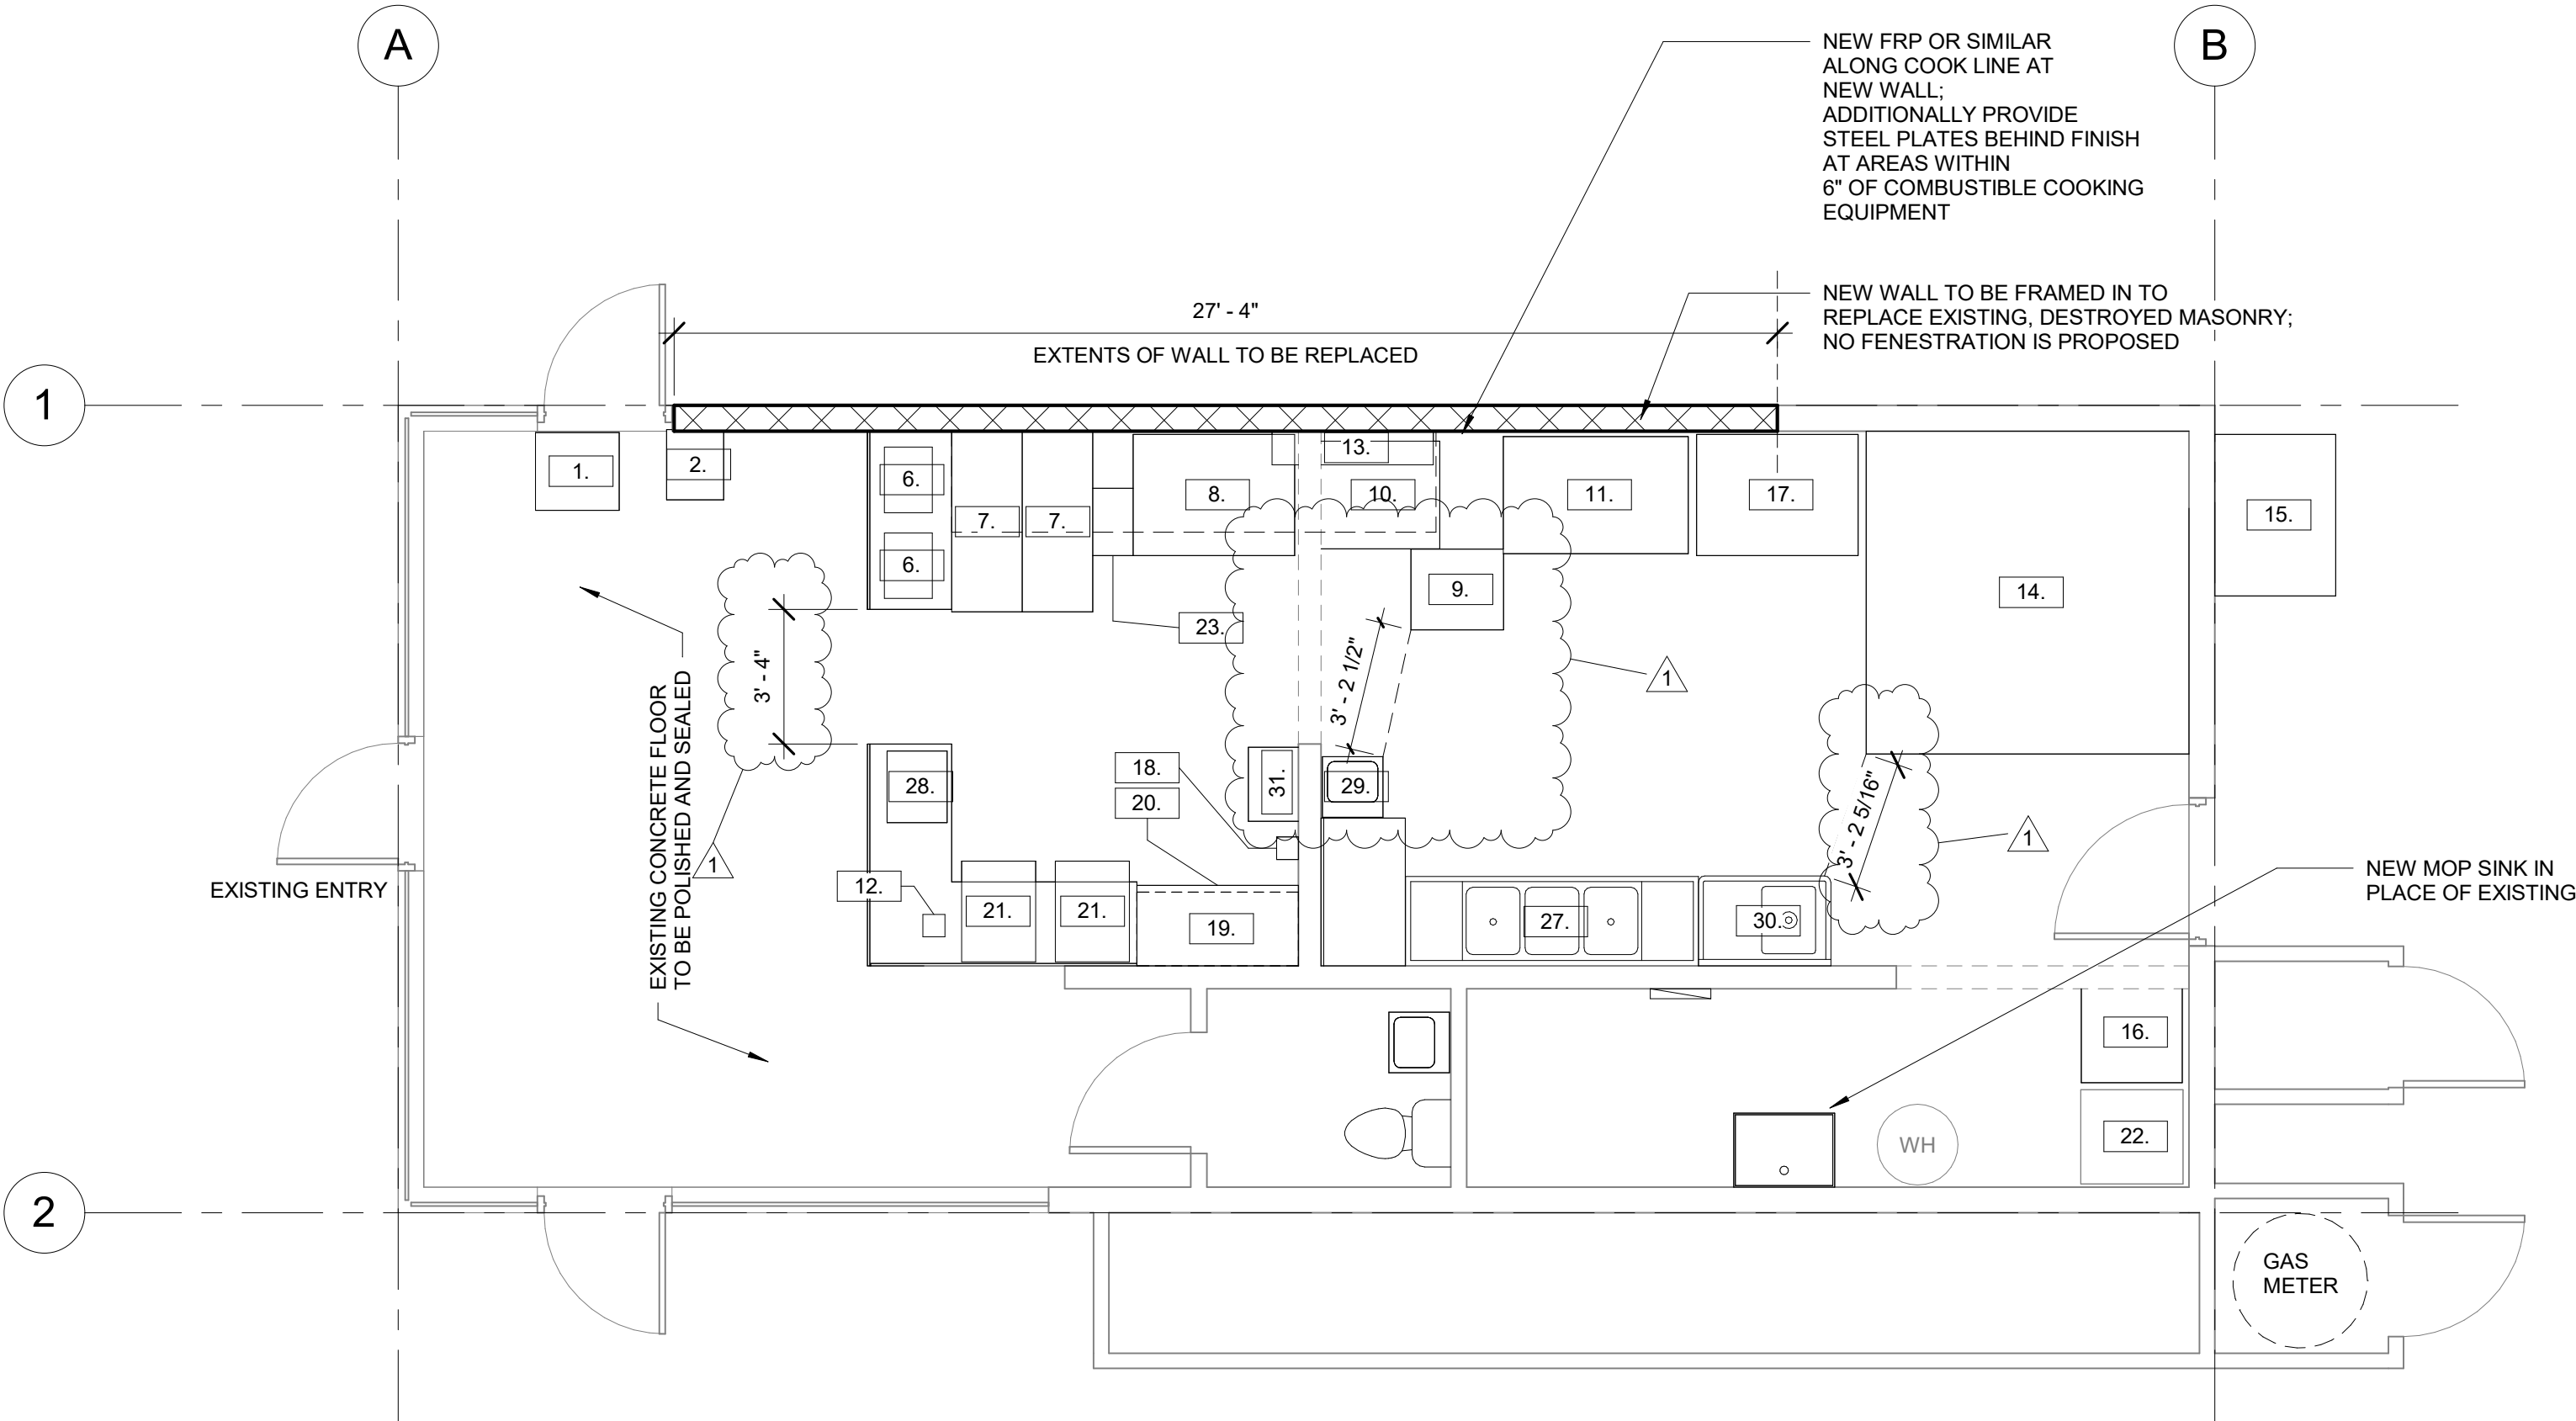 A
B
NEW FRP OR SIMILAR
ALONG COOK LINE AT
NEW WALL;
ADDITIONALLY PROVIDE
STEEL PLATES BEHIND FINISH
AT AREAS WITHIN
6" OF COMBUSTIBLE COOKING
EQUIPMENT
27' - 4"
EXTENTS OF WALL TO BE REPLACED
NEW WALL TO BE FRAMED IN TO
REPLACE EXISTING, DESTROYED MASONRY;
NO FENESTRATION IS PROPOSED
1
1.
2.
6.
6.
7.
7.
8.
13.
10.
11.
17.
14.
15.
9.
23.
3' - 4"
3' - 2 1/2"
1
EXISTING CONCRETE FLOOR
TO BE POLISHED AND SEALED
1
28.
18.
20.
31.
29.
3' - 2 5/16"
1
EXISTING ENTRY
12.
21.
21.
19.
27.
30.
NEW MOP SINK IN
PLACE OF EXISTING
16.
22.
WH
2
GAS
METER